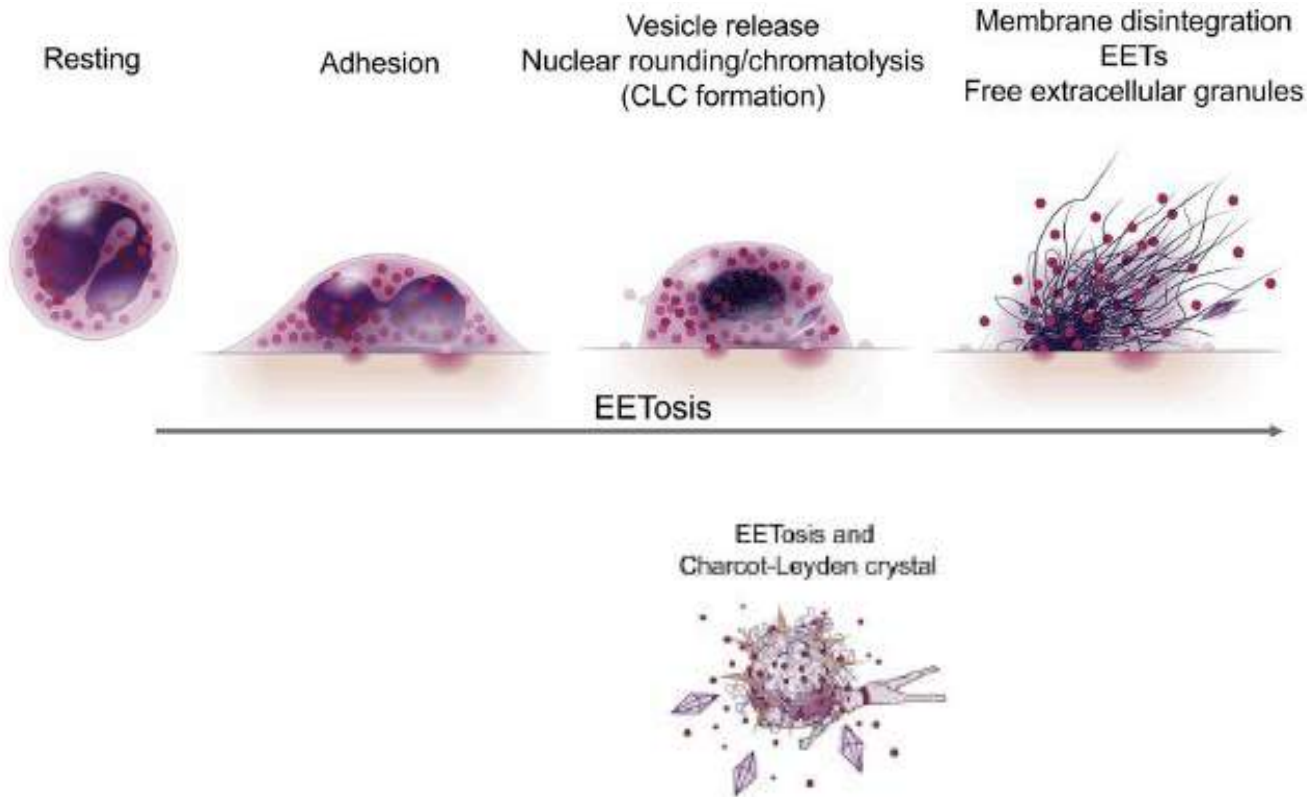 Resting
Adhesion
Vesicle release
Nuclear rounding/chromatolysis
(CLC formation)
Membrane disintegration
EETs
Free extracellular granules
EETosis
EETosis and
Charcot-Leyden crystal